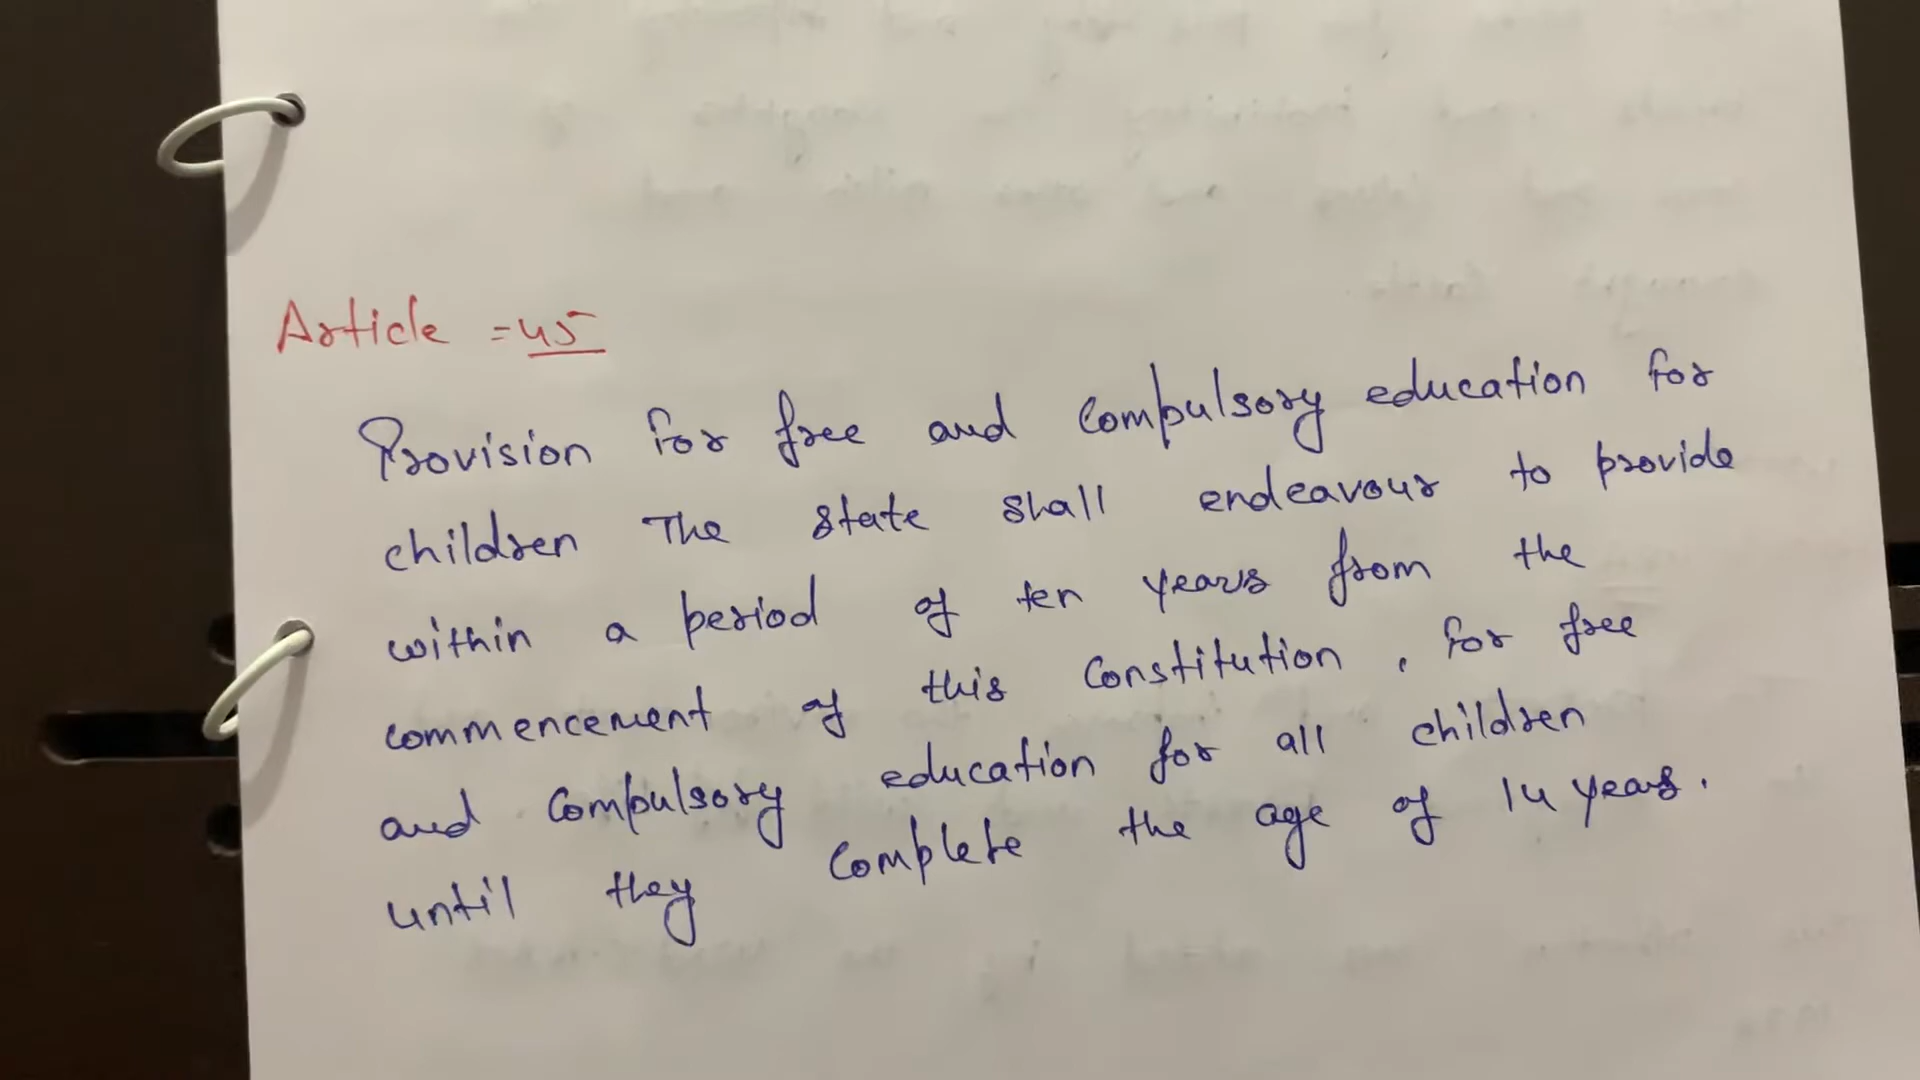 Article =45
Provision for free and compulsory education for
children The state shall endeavour to provide
within a period of ten years from the
commencement of this Constitution, for free
and compulsory education for all children
until they complete the age of 14 years.